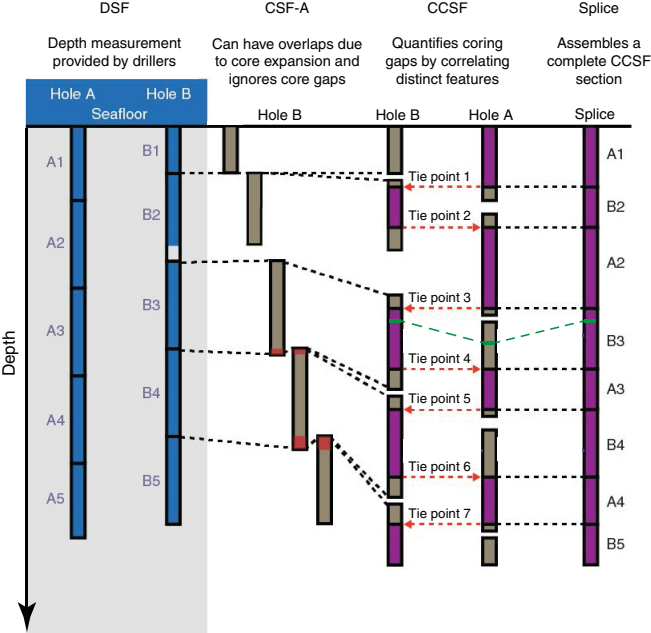 DSF
CSF-A
CCSF
Splice
Depth measurement
provided by drillers
Can have overlaps due
to core expansion and
ignores core gaps
Quantifies coring
gaps by correlating
distinct features
Assembles a
complete CCSF
section
Hole A
Hole B
Seafloor
Hole B
Hole B
Hole A
Splice
Depth
A1
A2
A3
A4
A5
B1
B2
B3
B4
B5
Tie point 1
Tie point 2
Tie point 3
Tie point 4
Tie point 5
Tie point 6
Tie point 7
A1
B2
A2
B3
A3
B4
A4
B5